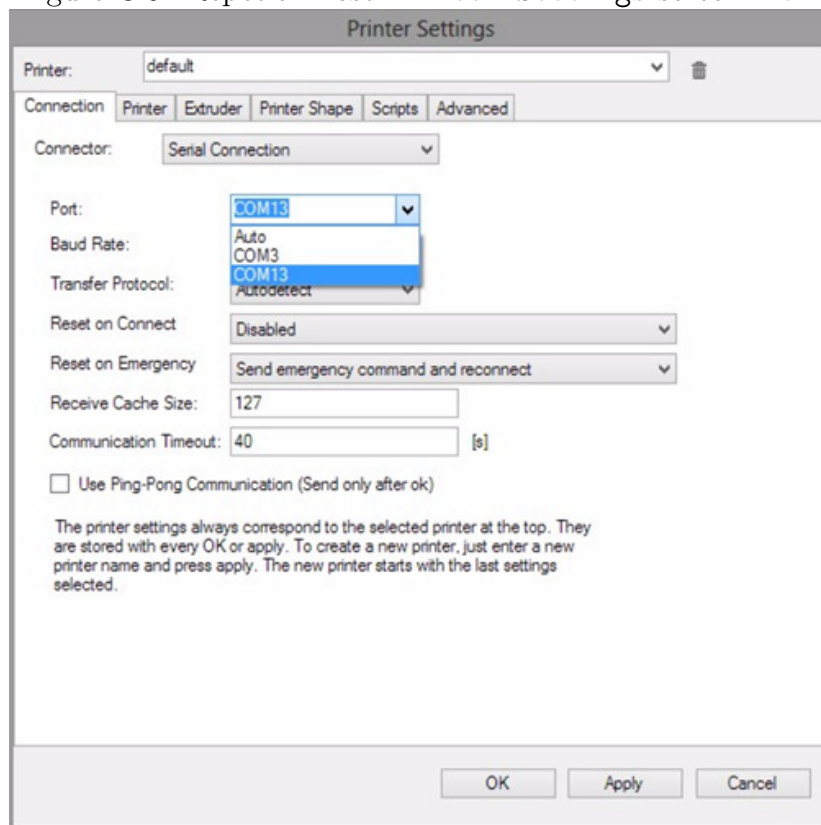 Printer Settings
Printer: default
Connection Printer Extruder Printer Shape Scripts Advanced
Connector: Serial Connection
Port: COM13
Auto
Baud Rate:
COM3
COM13
Transfer Protocol: Autodetect
Reset on Connect Disabled
Reset on Emergency Send emergency command and reconnect
Receive Cache Size: 127
Communication Timeout: 40 [s]
Use Ping-Pong Communication (Send only after ok)
The printer settings always correspond to the selected printer at the top. They
are stored with every OK or apply. To create a new printer, just enter a new
printer name and press apply. The new printer starts with the last settings
selected.
OK Apply Cancel